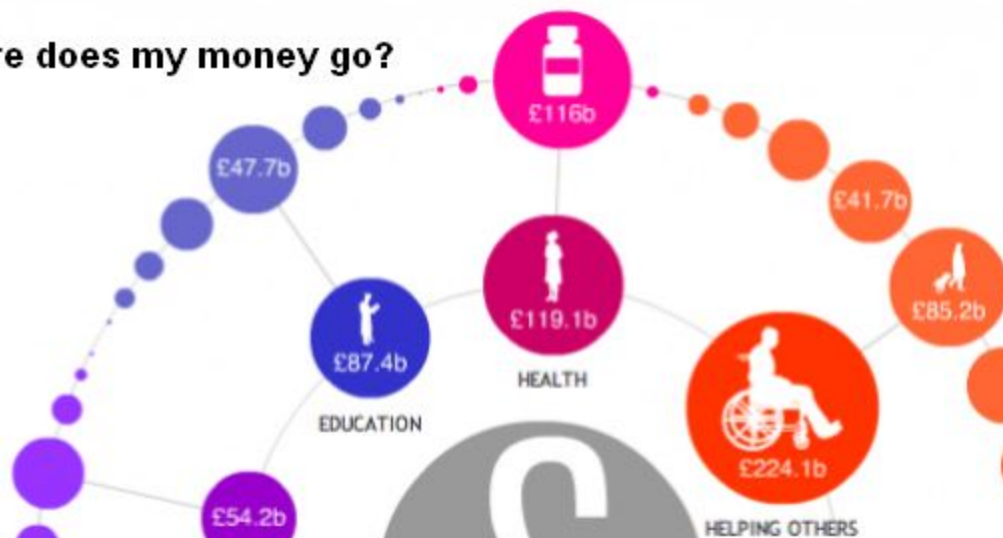 re does my money go?
£116b
£47.7b
£41.7b
£85.2b
£119.1b
£87.4b
HEALTH
EDUCATION
£224.1b
£54.2b
HELPING OTHERS